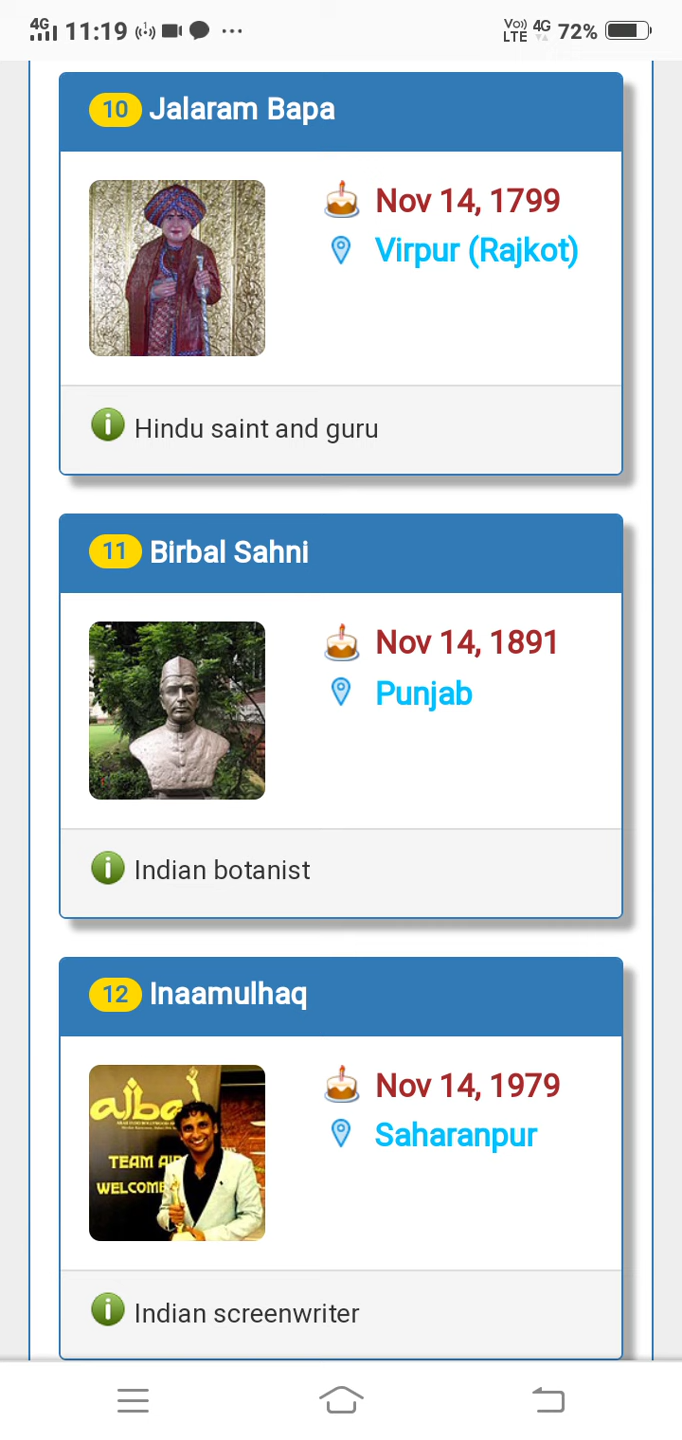 4G 11:19 ... Vo)) LTE 4G 72%
10 Jalaram Bapa
Nov 14, 1799
Virpur (Rajkot)
i Hindu saint and guru
11 Birbal Sahni
Nov 14, 1891
Punjab
i Indian botanist
12 Inaamulhaq
Nov 14, 1979
Saharanpur
TEAM
WELCOME
i Indian screenwriter